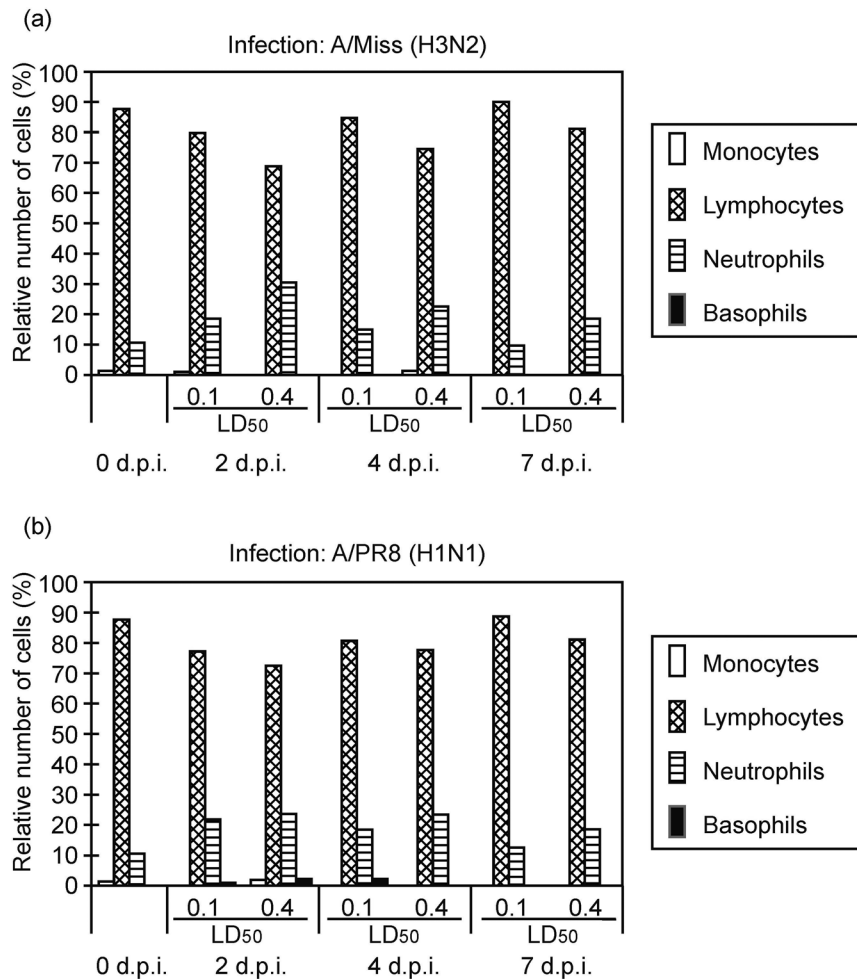 (a)
Infection: A/Miss (H3N2)
Relative number of cells (%)
100
90
80
70
60
50
40
30
20
10
0
0.1 0.4 0.1 0.4 0.1 0.4
LD50 LD50 LD50
0 d.p.i. 2 d.p.i. 4 d.p.i. 7 d.p.i.
Monocytes
Lymphocytes
Neutrophils
Basophils
(b)
Infection: A/PR8 (H1N1)
Relative number of cells (%)
100
90
80
70
60
50
40
30
20
10
0
0.1 0.4 0.1 0.4 0.1 0.4
LD50 LD50 LD50
0 d.p.i. 2 d.p.i. 4 d.p.i. 7 d.p.i.
Monocytes
Lymphocytes
Neutrophils
Basophils